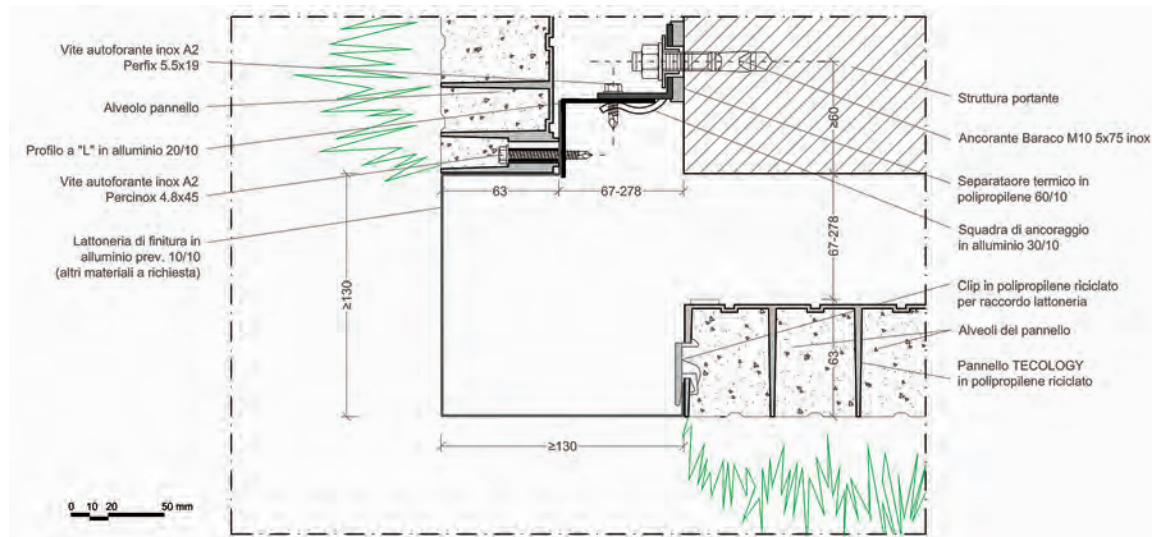 Vite autoforante inox A2
Perfix 5.5x19
Alveolo pannello
Profilo a "L" in alluminio 20/10
Vite autoforante inox A2
Percinox 4.8x45
Lattoneria di finitura in
alluminio prev. 10/10
(altri materiali a richiesta)
63
67-278
≥130
≥130
≥60
67-278
63
Struttura portante
Ancorante Baraco M10 5x75 inox
Separataore termico in
polipropilene 60/10
Squadra di ancoraggio
in alluminio 30/10
Clip in polipropilene riciclato
per raccordo lattoneria
Alveoli del pannello
Pannello TECOLOGY
in polipropilene riciclato
0 10 20 50 mm